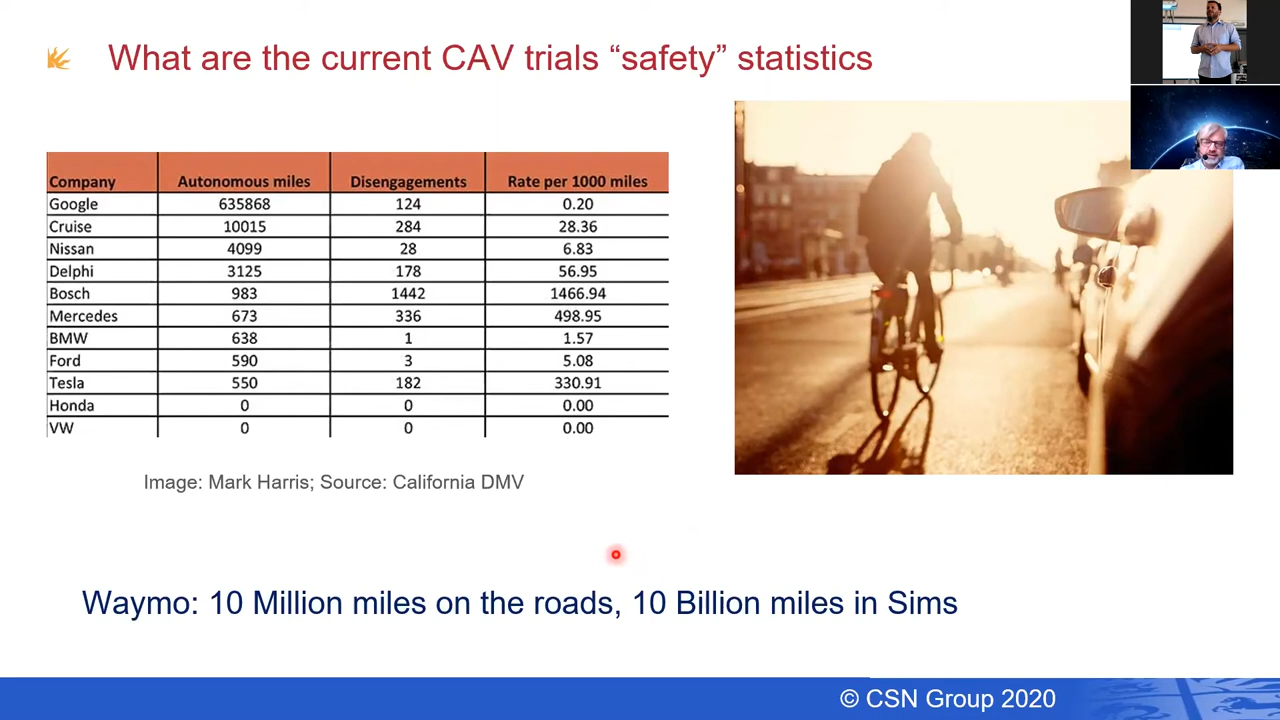 What are the current CAV trials “safety” statistics
Company Autonomous miles Disengagements Rate per 1000 miles
Google 635868 124 0.20
Cruise 10015 284 28.36
Nissan 4099 28 6.83
Delphi 3125 178 56.95
Bosch 983 1442 1466.94
Mercedes 673 336 498.95
BMW 638 1 1.57
Ford 590 3 5.08
Tesla 550 182 330.91
Honda 0 0 0.00
VW 0 0 0.00
Image: Mark Harris; Source: California DMV
Waymo: 10 Million miles on the roads, 10 Billion miles in Sims
© CSN Group 2020